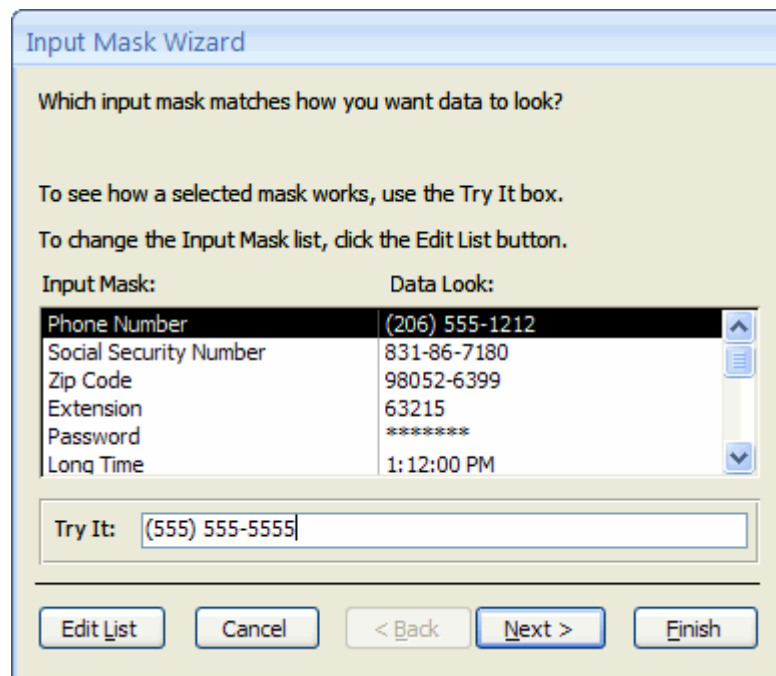 Input Mask Wizard
Which input mask matches how you want data to look?
To see how a selected mask works, use the Try It box.
To change the Input Mask list, click the Edit List button.
Input Mask: Data Look:
Phone Number (206) 555-1212
Social Security Number 831-86-7180
Zip Code 98052-6399
Extension 63215
Password *******
Long Time 1:12:00 PM
Try It: (555) 555-5555
Edit List Cancel < Back Next > Finish